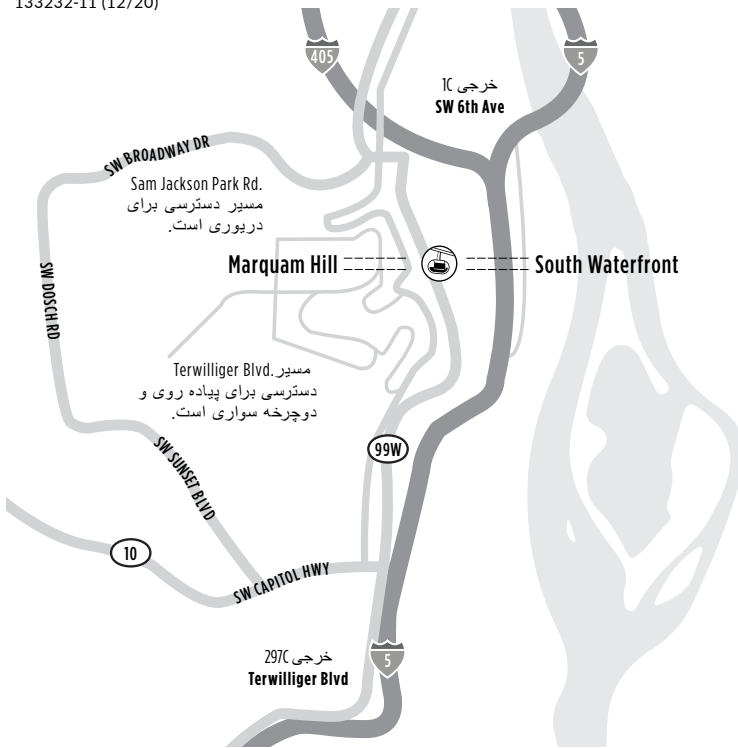 133232-11 (12/20)
405
5
خرجی 1C
SW 6th Ave
SW BROADWAY DR
Sam Jackson Park Rd.
مسیر دسترسی برای
دریوری است.
Marquam Hill
South Waterfront
SW DOSCH RD
مسیر Terwilliger Blvd.
دسترسی برای پیاده روی و
دوچرخه سواری است.
99W
SW SUNSET BLVD
10
SW CAPITOL HWY
خرجی 297C
Terwilliger Blvd
5